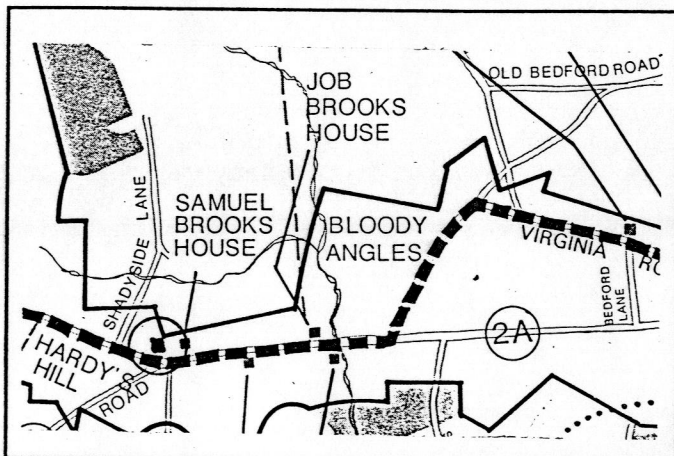 OLD BEDFORD ROAD
JOB
BROOKS
HOUSE
SHADYSIDE LANE
SAMUEL
BROOKS
HOUSE
BLOODY
ANGLES
VIRGINIA
BEDFORD
LANE
2A
HARDY'S
HILL
ROAD